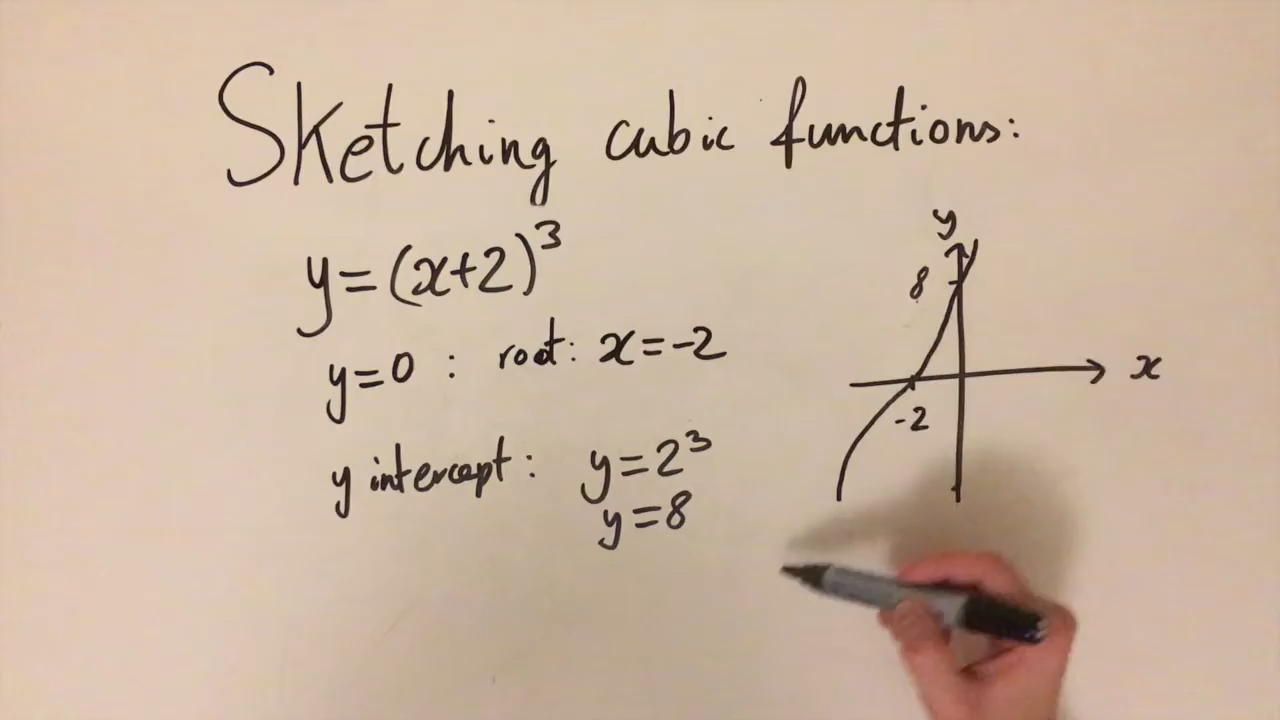 Sketching cubic functions:
y=(x+2)³
y=0 : root: x=-2
y intercept: y=2³
y=8
y
8
x
-2